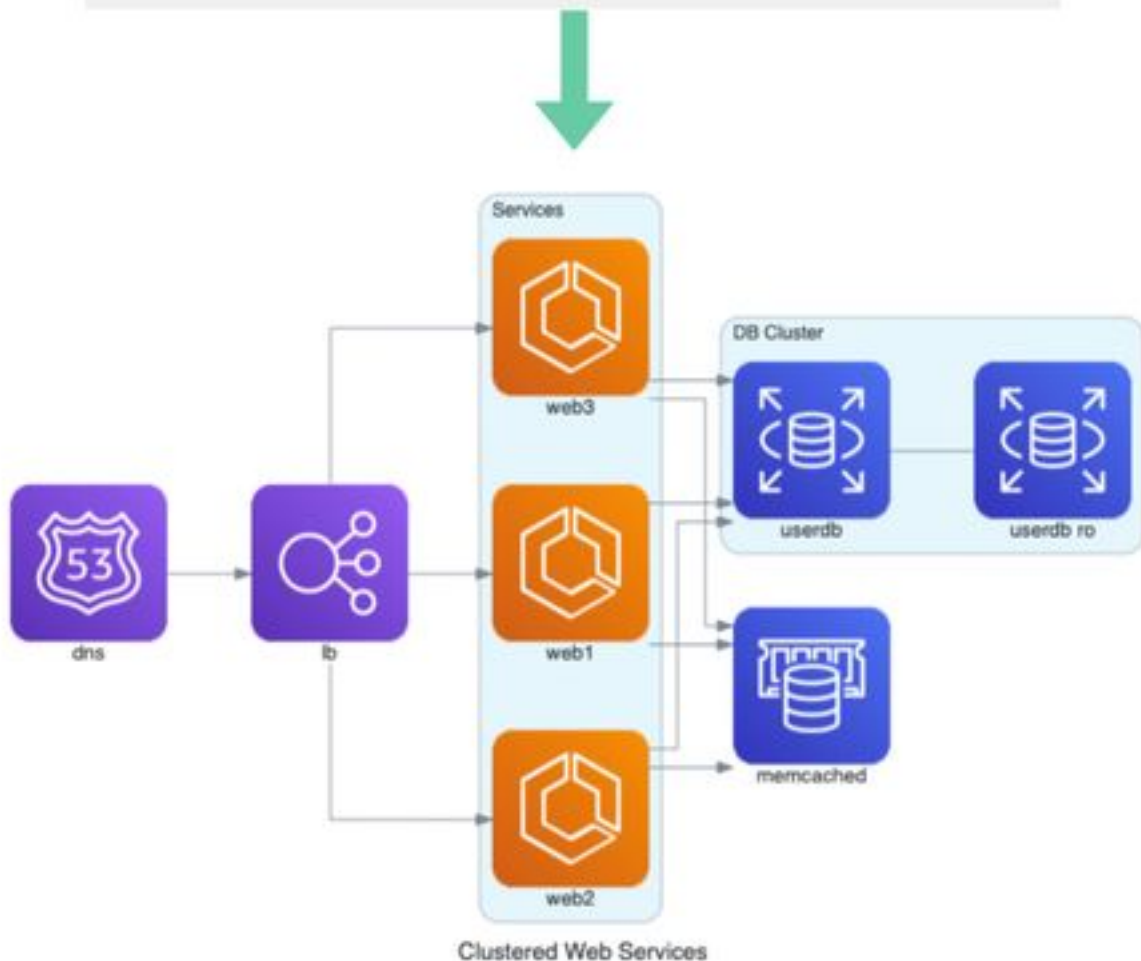 Services
web3
DB Cluster
userdb
userdb ro
53
dns
lb
web1
memcached
web2
Clustered Web Services